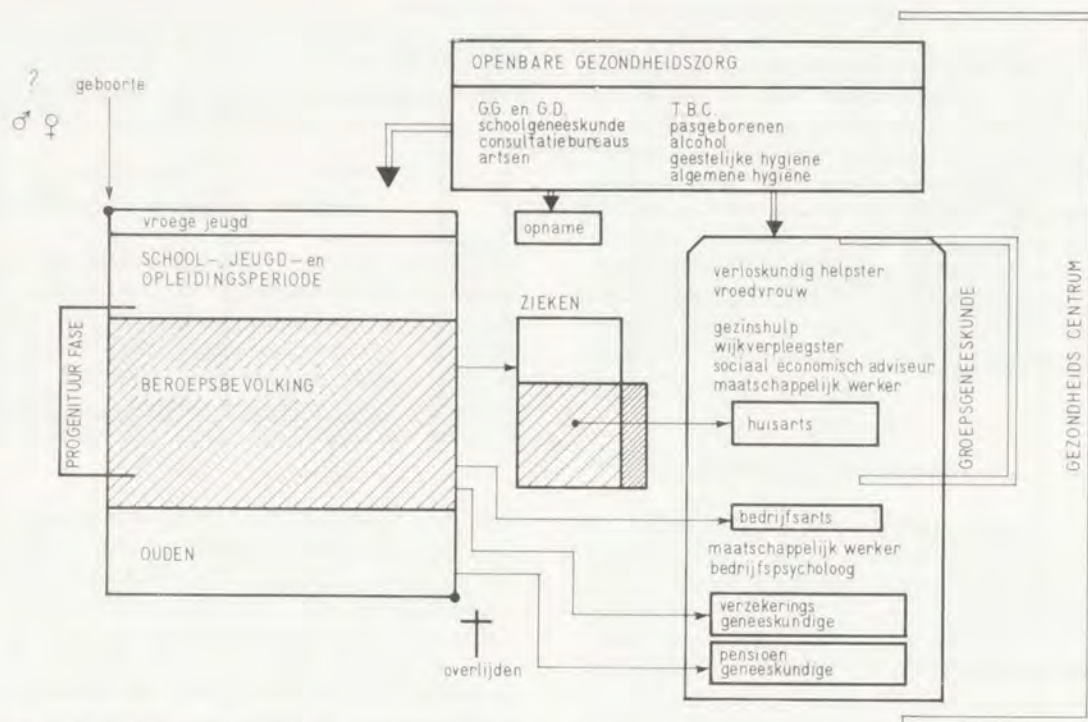 OPENBARE GEZONDHEIDSZORG
G.G. en G.D.
schoolgeneeskunde
consultatiebureaus
artsen
T.B.C.
pasgeborenen
alcohol
geestelijke hygiëne
algemene hygiëne
?
♂ ♀
geboorte
vroege jeugd
SCHOOL-, JEUGD- en
OPLEIDINGSPERIODE
PROGENITUUR FASE
BEROEPSBEVOLKING
OUDEN
overlijden
opname
ZIEKEN
verloskundig helpster
vroedvrouw
gezinshulp
wijkverpleegster
sociaal economisch adviseur
maatschappelijk werker
huisarts
bedrijfsarts
maatschappelijk werker
bedrijfspsycholoog
verzekerings
geneeskundige
pensioen
geneeskundige
GROEPSGENEESKUNDE
GEZONDHEIDS CENTRUM